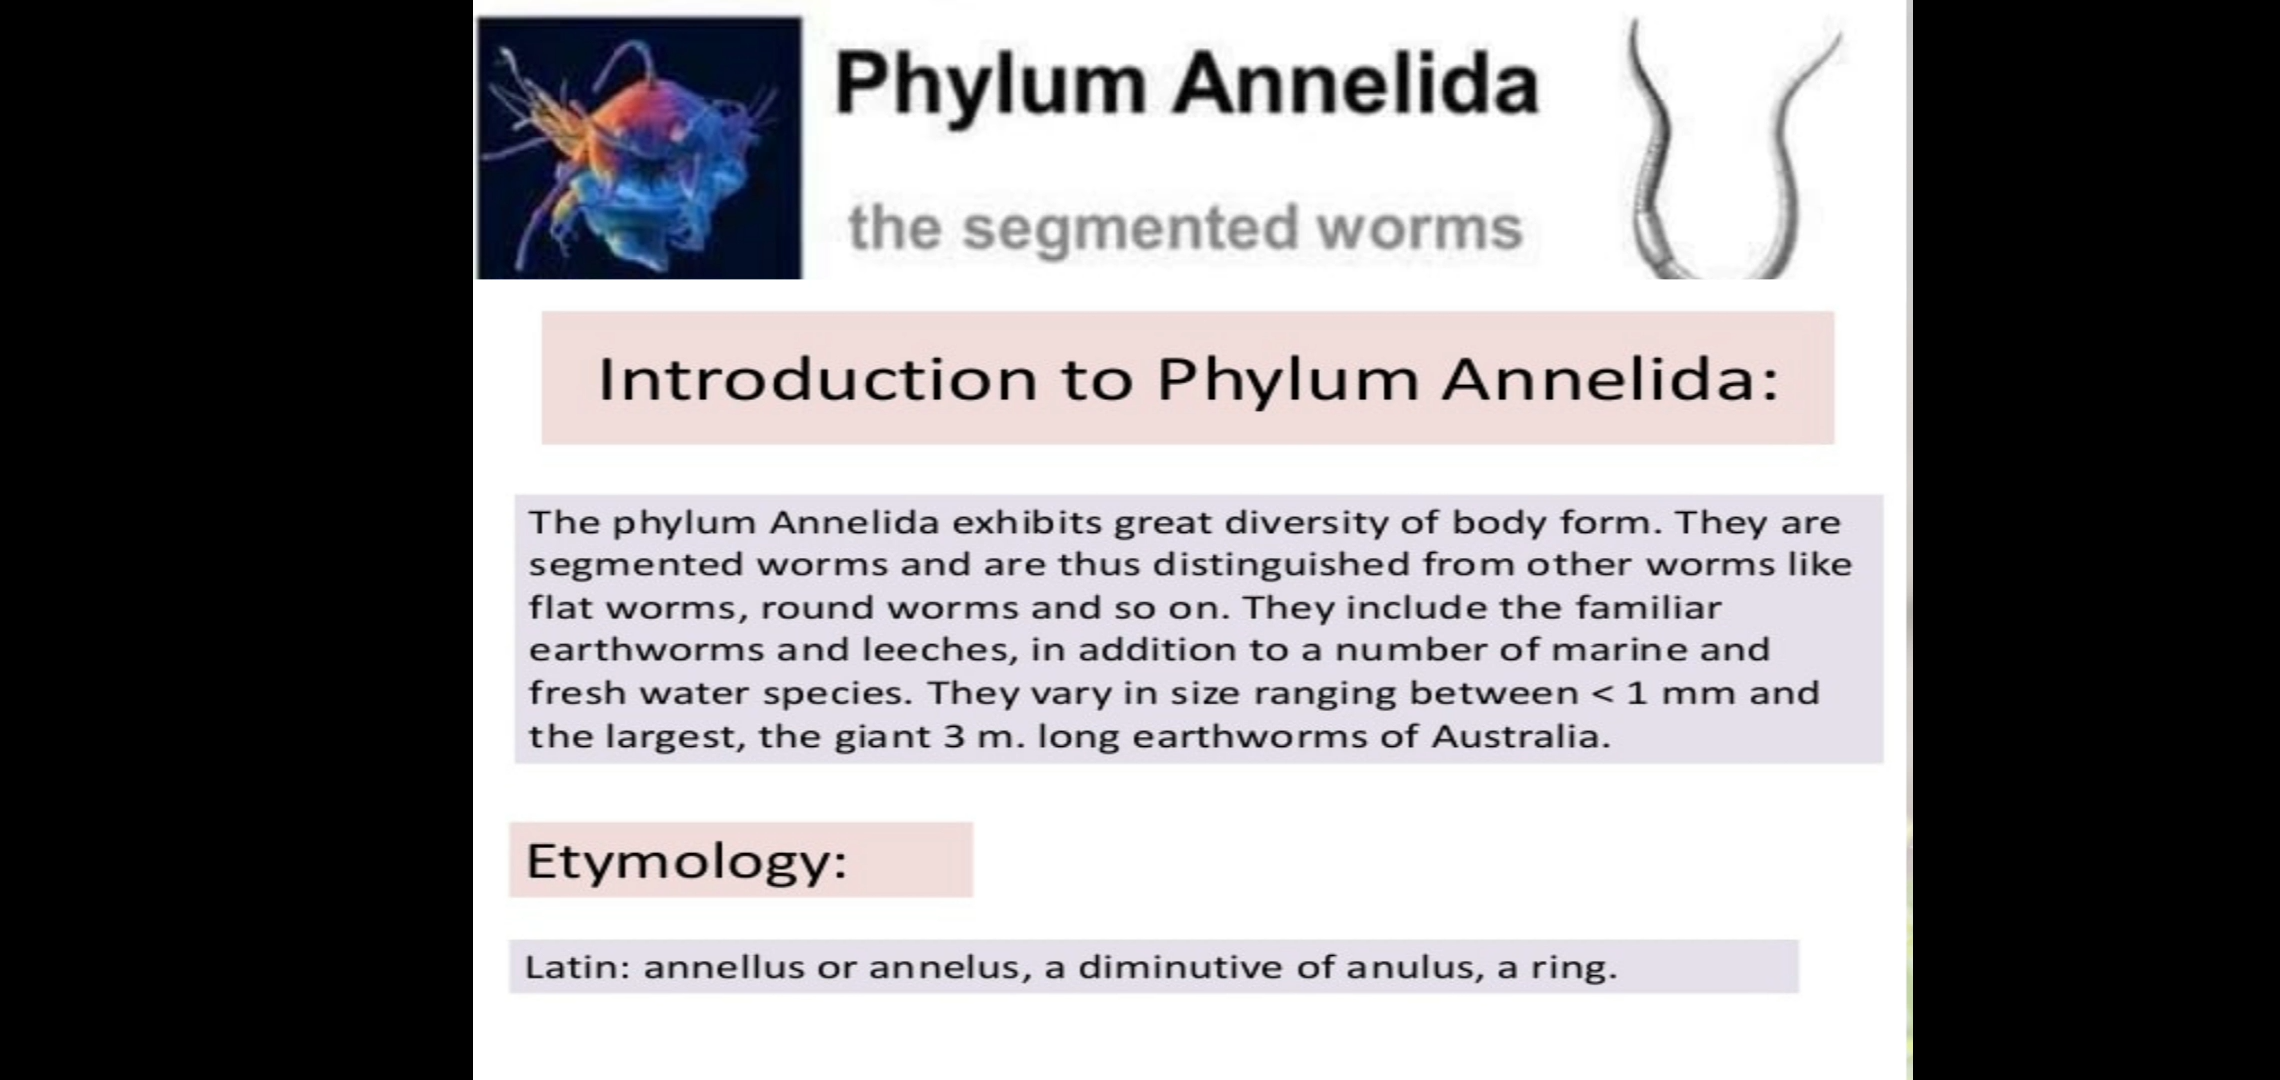 Phylum Annelida
the segmented worms
Introduction to Phylum Annelida:
The phylum Annelida exhibits great diversity of body form. They are
segmented worms and are thus distinguished from other worms like
flat worms, round worms and so on. They include the familiar
earthworms and leeches, in addition to a number of marine and
fresh water species. They vary in size ranging between < 1 mm and
the largest, the giant 3 m. long earthworms of Australia.
Etymology:
Latin: annellus or annelus, a diminutive of anulus, a ring.